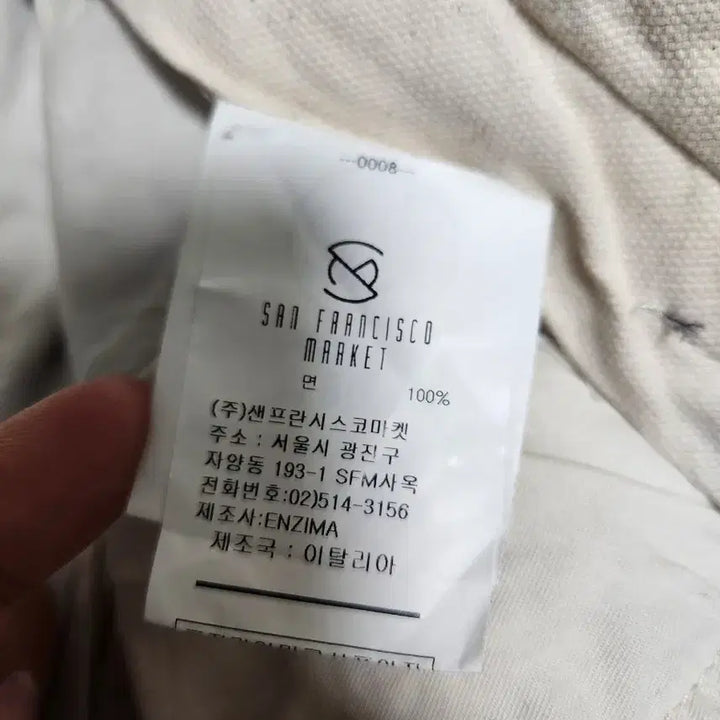 ---0008---
SAN FRANCISCO
MARKET
면 100%
(주)샌프란시스코마켓
주소 : 서울시 광진구
자양동 193-1 SFM사옥
전화번호:02)514-3156
제조사:ENZIMA
제조국 : 이탈리아